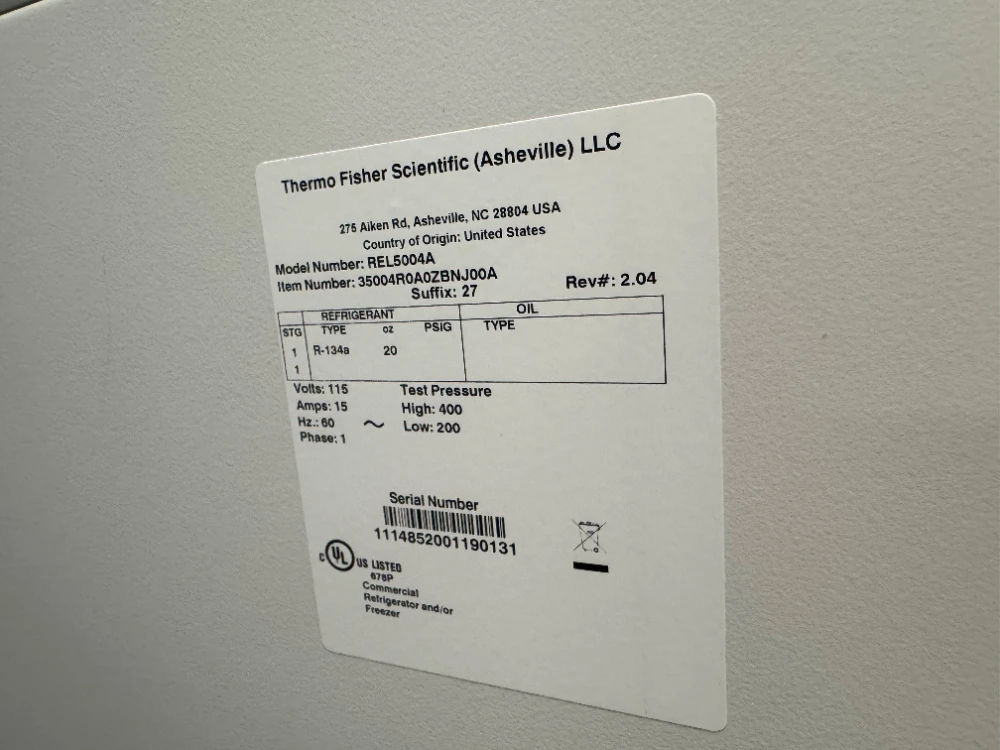 Thermo Fisher Scientific (Asheville) LLC
275 Aiken Rd, Asheville, NC 28804 USA
Country of Origin: United States
Model Number: REL5004A
Item Number: 35004R0A0ZBNJ00A
Suffix: 27 Rev#: 2.04
REFRIGERANT OIL
STG TYPE oz PSIG TYPE
1 R-134a 20
1
Volts: 115 Test Pressure
Amps: 15 High: 400
Hz.: 60 ~ Low: 200
Phase: 1
Serial Number
1114852001190131
c UL US LISTED
676P
Commercial
Refrigerator and/or
Freezer